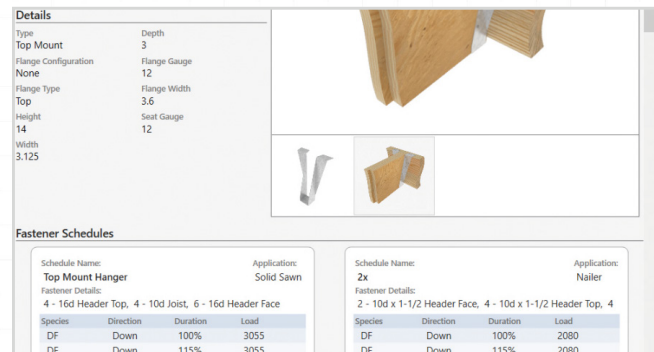 Details
Type Depth
Top Mount 3
Flange Configuration Flange Gauge
None 12
Flange Type Flange Width
Top 3.6
Height Seat Gauge
14 12
Width
3.125
Fastener Schedules
Schedule Name: Application:
Top Mount Hanger Solid Sawn
Fastener Details:
4 - 16d Header Top, 4 - 10d Joist, 6 - 16d Header Face
Species Direction Duration Load
DF Down 100% 3055
DF Down 115% 3055
Schedule Name: Application:
2x Nailer
Fastener Details:
2 - 10d x 1-1/2 Header Face, 4 - 10d x 1-1/2 Header Top, 4
Species Direction Duration Load
DF Down 100% 2080
DF Down 115% 2080